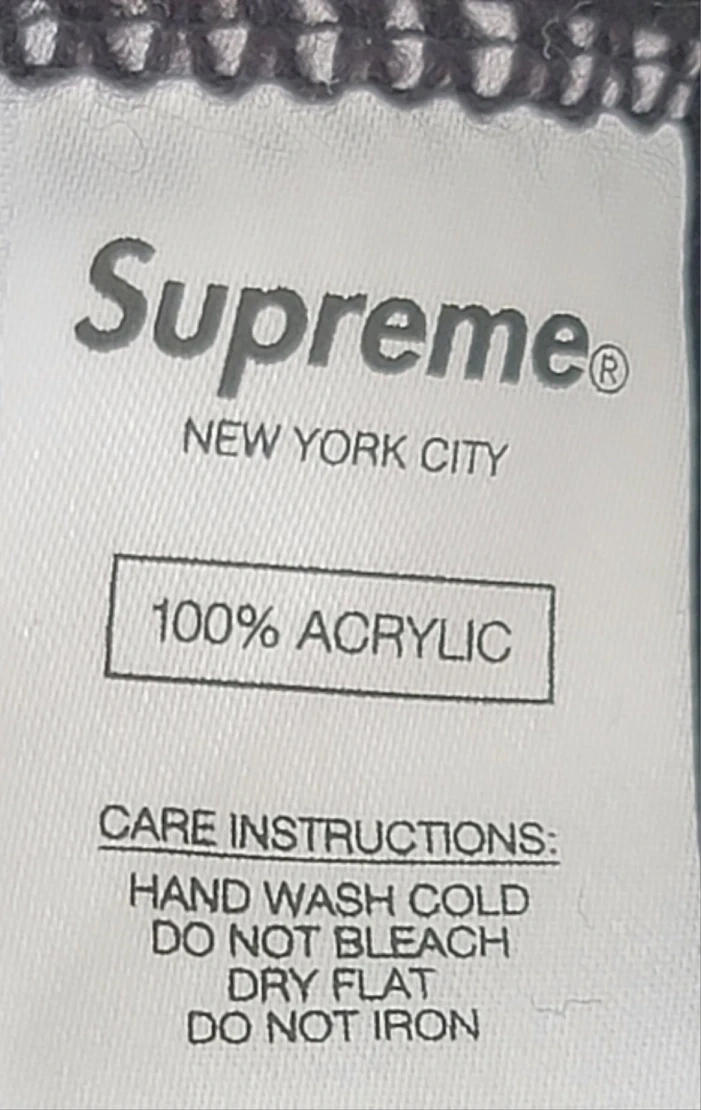 Supreme®
NEW YORK CITY
100% ACRYLIC
CARE INSTRUCTIONS:
HAND WASH COLD
DO NOT BLEACH
DRY FLAT
DO NOT IRON